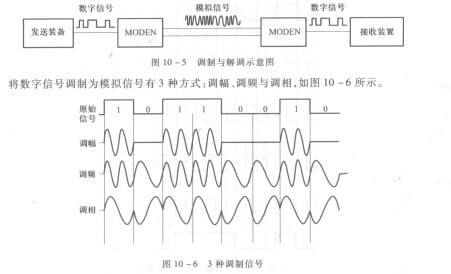 数字信号 模拟信号 数字信号
发送装备 MODEN MODEN 接收装置
图 10-5 调制与解调示意图
将数字信号调制为模拟信号有3种方式:调幅、调频与调相,如图10-6所示。
原始信号 1 0 1 1 0 0 1 0
调幅
调频
调相
图 10-6 3种调制信号